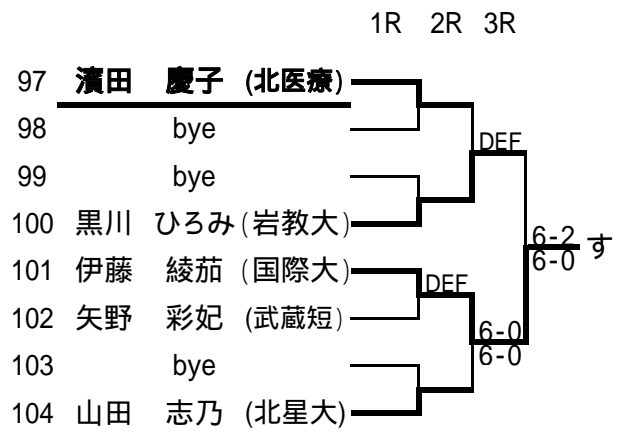 1R 2R 3R
97 濱田 慶子 (北医療)
98 bye
DEF
99 bye
100 黒川 ひろみ (岩教大)
6-2 す
6-0
101 伊藤 綾茄 (国際大)
DEF
102 矢野 彩妃 (武蔵短)
6-0
6-0
103 bye
104 山田 志乃 (北星大)